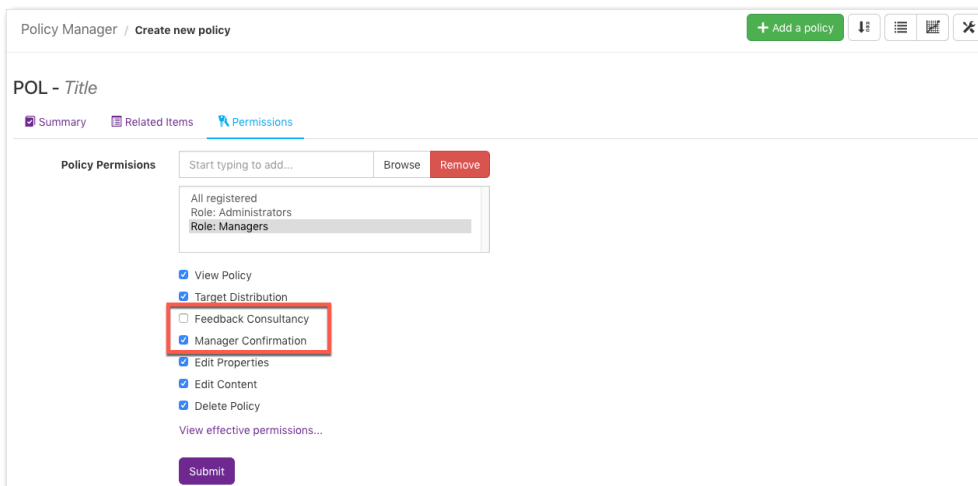 Policy Manager / Create new policy
+ Add a policy
POL - Title
Summary Related Items Permissions
Policy Permisions Start typing to add... Browse Remove
All registered
Role: Administrators
Role: Managers
View Policy
Target Distribution
Feedback Consultancy
Manager Confirmation
Edit Properties
Edit Content
Delete Policy
View effective permissions...
Submit